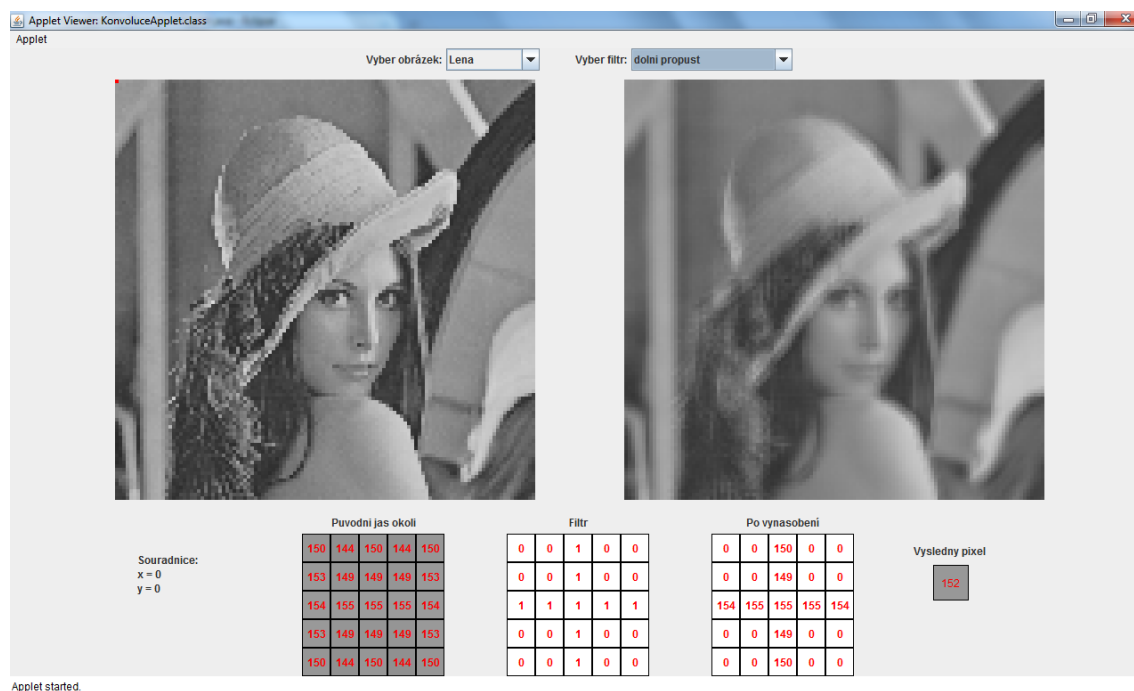 Applet Viewer: KonvoluceApplet.class
Applet
Vyber obrázek: Lena Vyber filtr: dolni propust
Puvodni jas okoli Filtr Po vynasobení
Souradnice:
x = 0
y = 0
150 144 150 144 150
153 149 149 149 153
154 155 155 155 154
153 149 149 149 153
150 144 150 144 150
0 0 1 0 0
0 0 1 0 0
1 1 1 1 1
0 0 1 0 0
0 0 1 0 0
0 0 150 0 0
0 0 149 0 0
154 155 155 155 154
0 0 149 0 0
0 0 150 0 0
Vysledny pixel
152
Applet started.